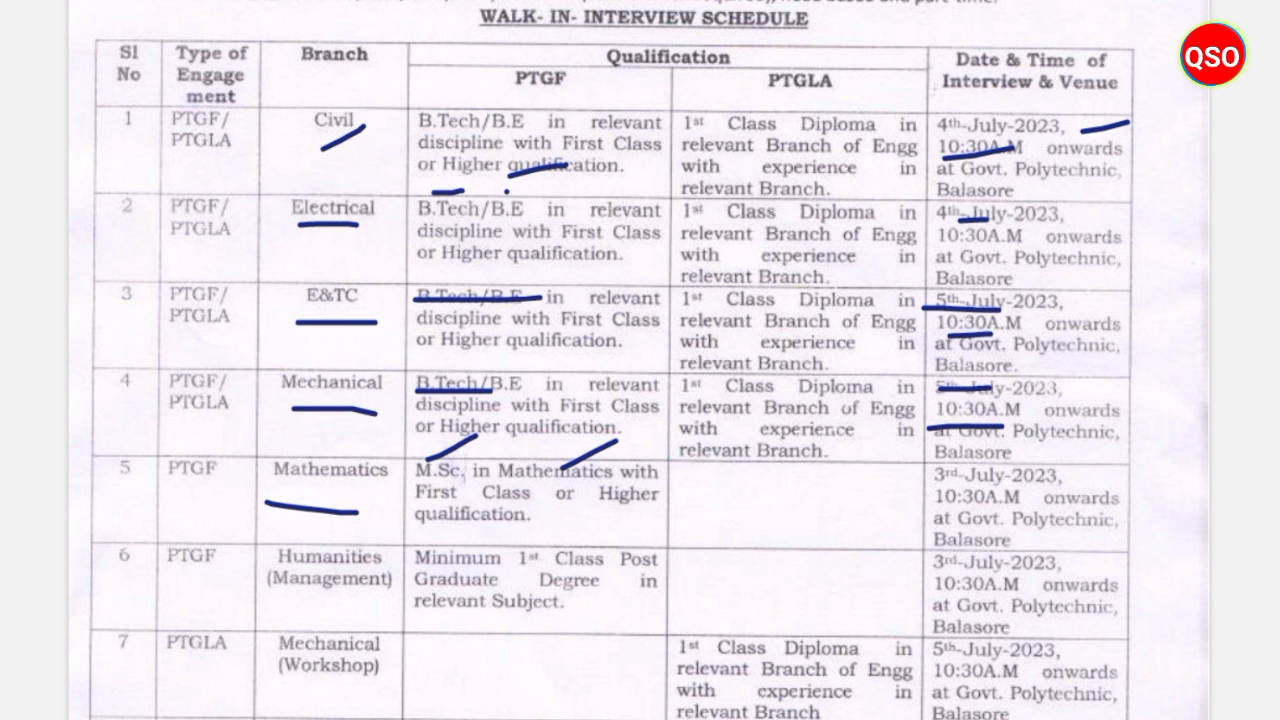 need based and part time.
WALK- IN- INTERVIEW SCHEDULE
QSO
Sl No
Type of Engage ment
Branch
Qualification
PTGF
PTGLA
Date & Time of Interview & Venue
1
PTGF/
PTGLA
Civil
B.Tech/B.E in relevant
discipline with First Class
or Higher qualification.
1st Class Diploma in
relevant Branch of Engg
with experience in
relevant Branch.
4th-July-2023,
10:30A.M onwards
at Govt. Polytechnic,
Balasore
2
PTGF/
PTGLA
Electrical
B.Tech/B.E in relevant
discipline with First Class
or Higher qualification.
1st Class Diploma in
relevant Branch of Engg
with experience in
relevant Branch.
4th-July-2023,
10:30A.M onwards
at Govt. Polytechnic,
Balasore
3
PTGF/
PTGLA
E&TC
B.Tech/B.E in relevant
discipline with First Class
or Higher qualification.
1st Class Diploma in
relevant Branch of Engg
with experience in
relevant Branch.
5th-July-2023,
10:30A.M onwards
at Govt. Polytechnic,
Balasore.
4
PTGF/
PTGLA
Mechanical
B.Tech/B.E in relevant
discipline with First Class
or Higher qualification.
1st Class Diploma in
relevant Branch of Engg
with experience in
relevant Branch.
5th-July-2023,
10:30A.M onwards
at Govt. Polytechnic,
Balasore
5
PTGF
Mathematics
M.Sc, in Mathematics with
First Class or Higher
qualification.
3rd-July-2023,
10:30A.M onwards
at Govt. Polytechnic,
Balasore
6
PTGF
Humanities
(Management)
Minimum 1st Class Post
Graduate Degree in
relevant Subject.
3rd-July-2023,
10:30A.M onwards
at Govt. Polytechnic,
Balasore
7
PTGLA
Mechanical
(Workshop)
1st Class Diploma in
relevant Branch of Engg
with experience in
relevant Branch
5th-July-2023,
10:30A.M onwards
at Govt. Polytechnic,
Balasore